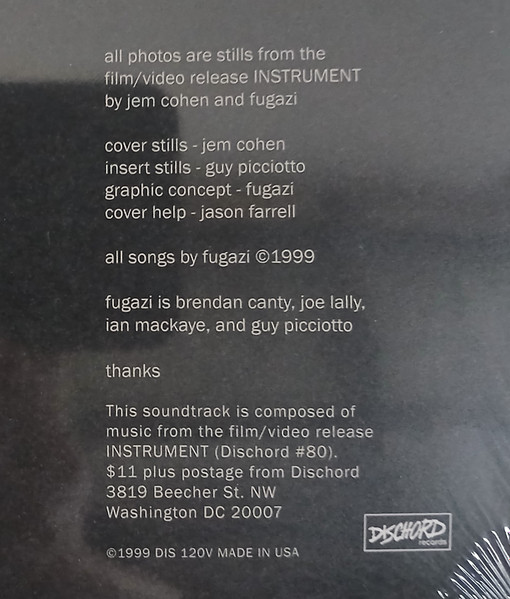 all photos are stills from the
film/video release INSTRUMENT
by jem cohen and fugazi
cover stills - jem cohen
insert stills - guy picciotto
graphic concept - fugazi
cover help - jason farrell
all songs by fugazi ©1999
fugazi is brendan canty, joe lally,
ian mackaye, and guy picciotto
thanks
This soundtrack is composed of
music from the film/video release
INSTRUMENT (Dischord #80).
$11 plus postage from Dischord
3819 Beecher St. NW
Washington DC 20007
©1999 DIS 120V MADE IN USA
DISCHORD
records